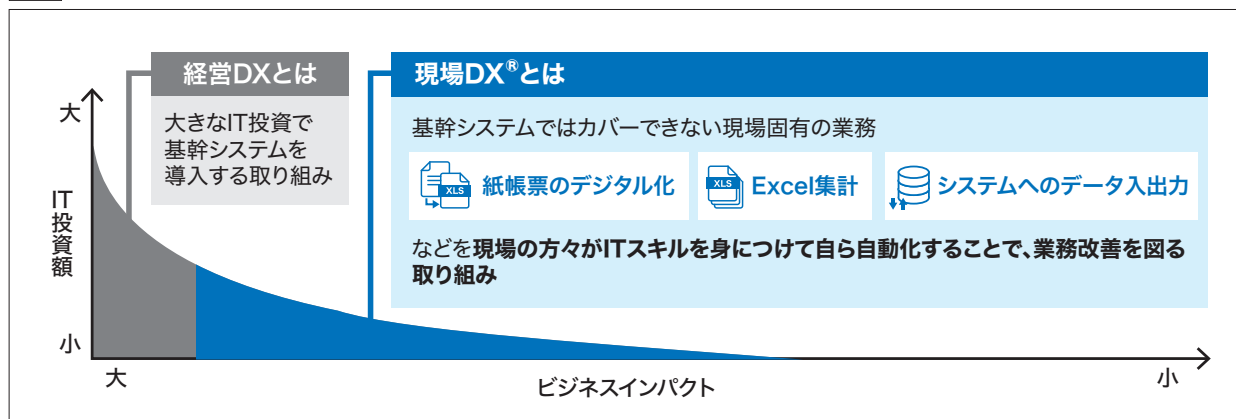 経営DXとは
大きなIT投資で
基幹システムを
導入する取り組み
現場DX®とは
基幹システムではカバーできない現場固有の業務
XLS
紙帳票のデジタル化
XLS
Excel集計
システムへのデータ入出力
などを現場の方々がITスキルを身につけて自ら自動化することで、業務改善を図る
取り組み
大
IT投資額
小
大
ビジネスインパクト
小